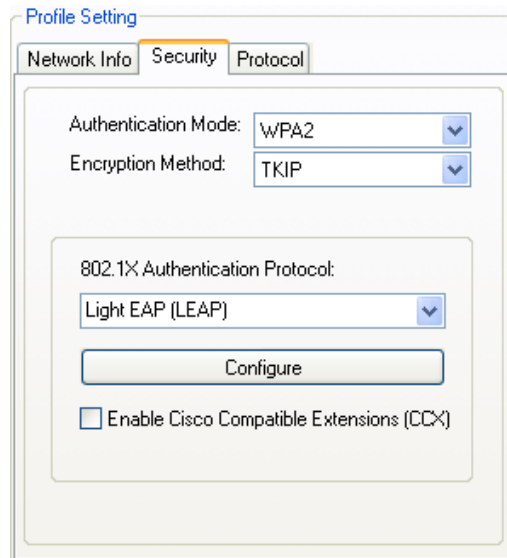 Profile Setting
Network Info Security Protocol
Authentication Mode: WPA2
Encryption Method: TKIP
802.1X Authentication Protocol:
Light EAP (LEAP)
Configure
Enable Cisco Compatible Extensions (CCX)